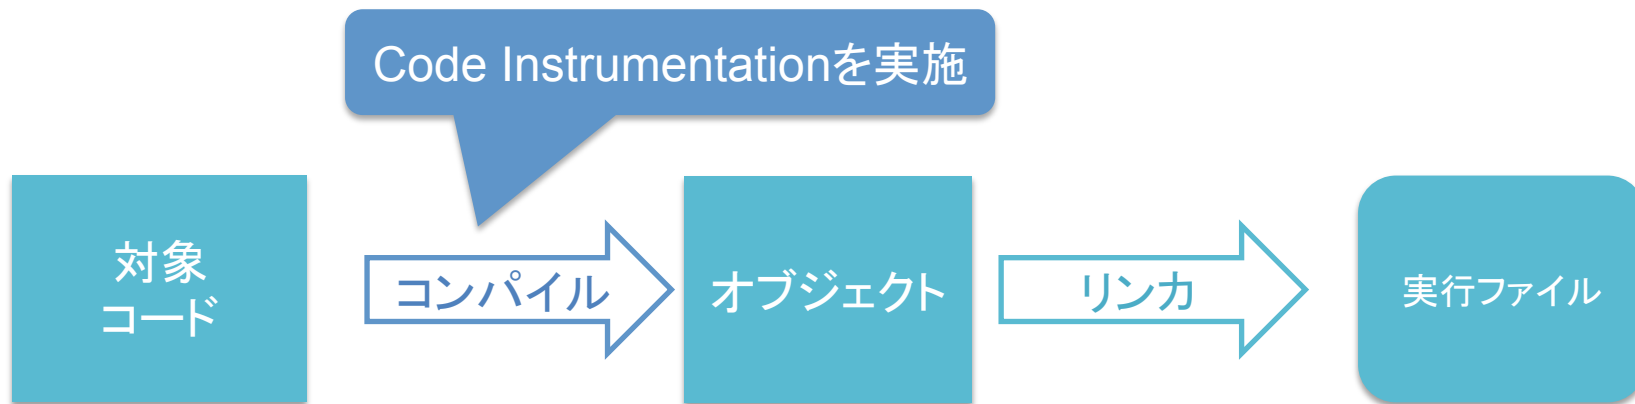 Code Instrumentationを実施
対象
コード
コンパイル
オブジェクト
リンカ
実行ファイル